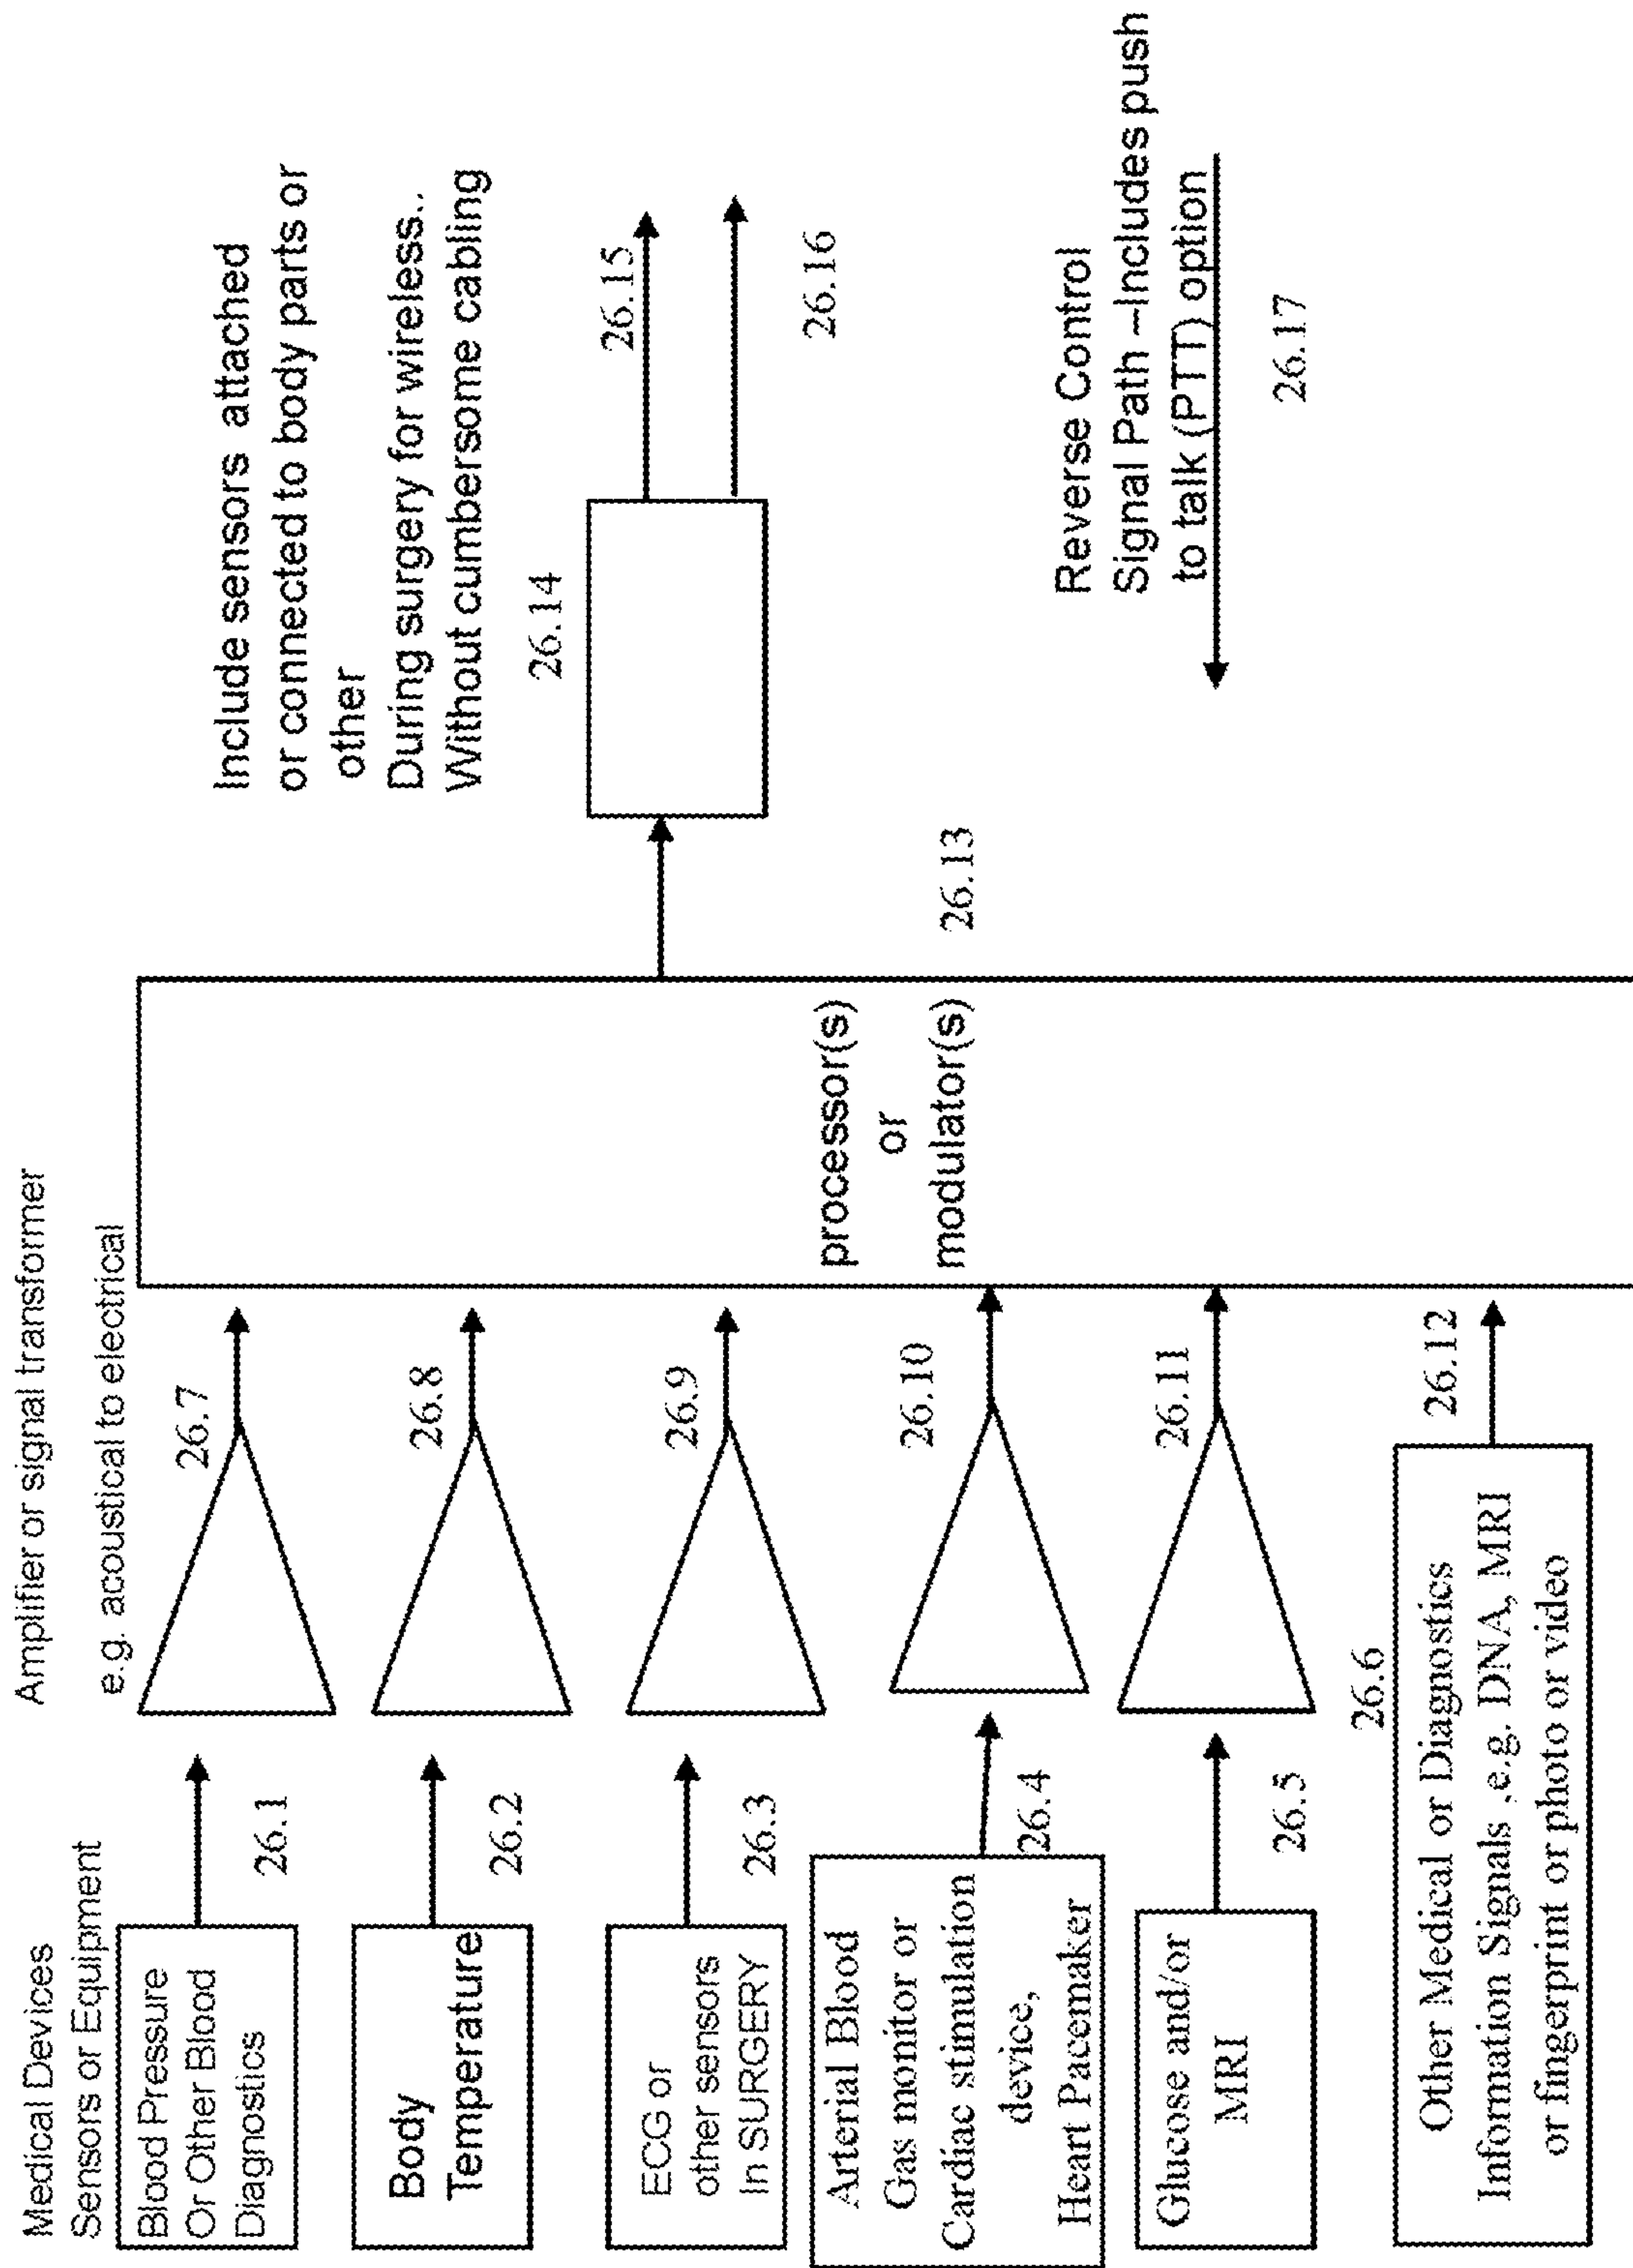 Medical Devices
Sensors or Equipment
Amplifier or signal transformer
e.g. acoustical to electrical
Blood Pressure
Or Other Blood
Diagnostics
26.1
26.7
Body
Temperature
26.2
26.8
ECG or
other sensors
In SURGERY
26.3
26.9
Arterial Blood
Gas monitor or
Cardiac stimulation
device,
Heart Pacemaker
26.4
26.10
Glucose and/or
MRI
26.5
26.11
26.6
Other Medical or Diagnostics
Information Signals ,e.g. DNA, MRI
or fingerprint or photo or video
26.12
processor(s)
or
modulator(s)
26.13
Include sensors attached
or connected to body parts or
other
During surgery for wireless..
Without cumbersome cabling
26.14
26.15
26.16
Reverse Control
Signal Path –Includes push
to talk (PTT) option
26.17